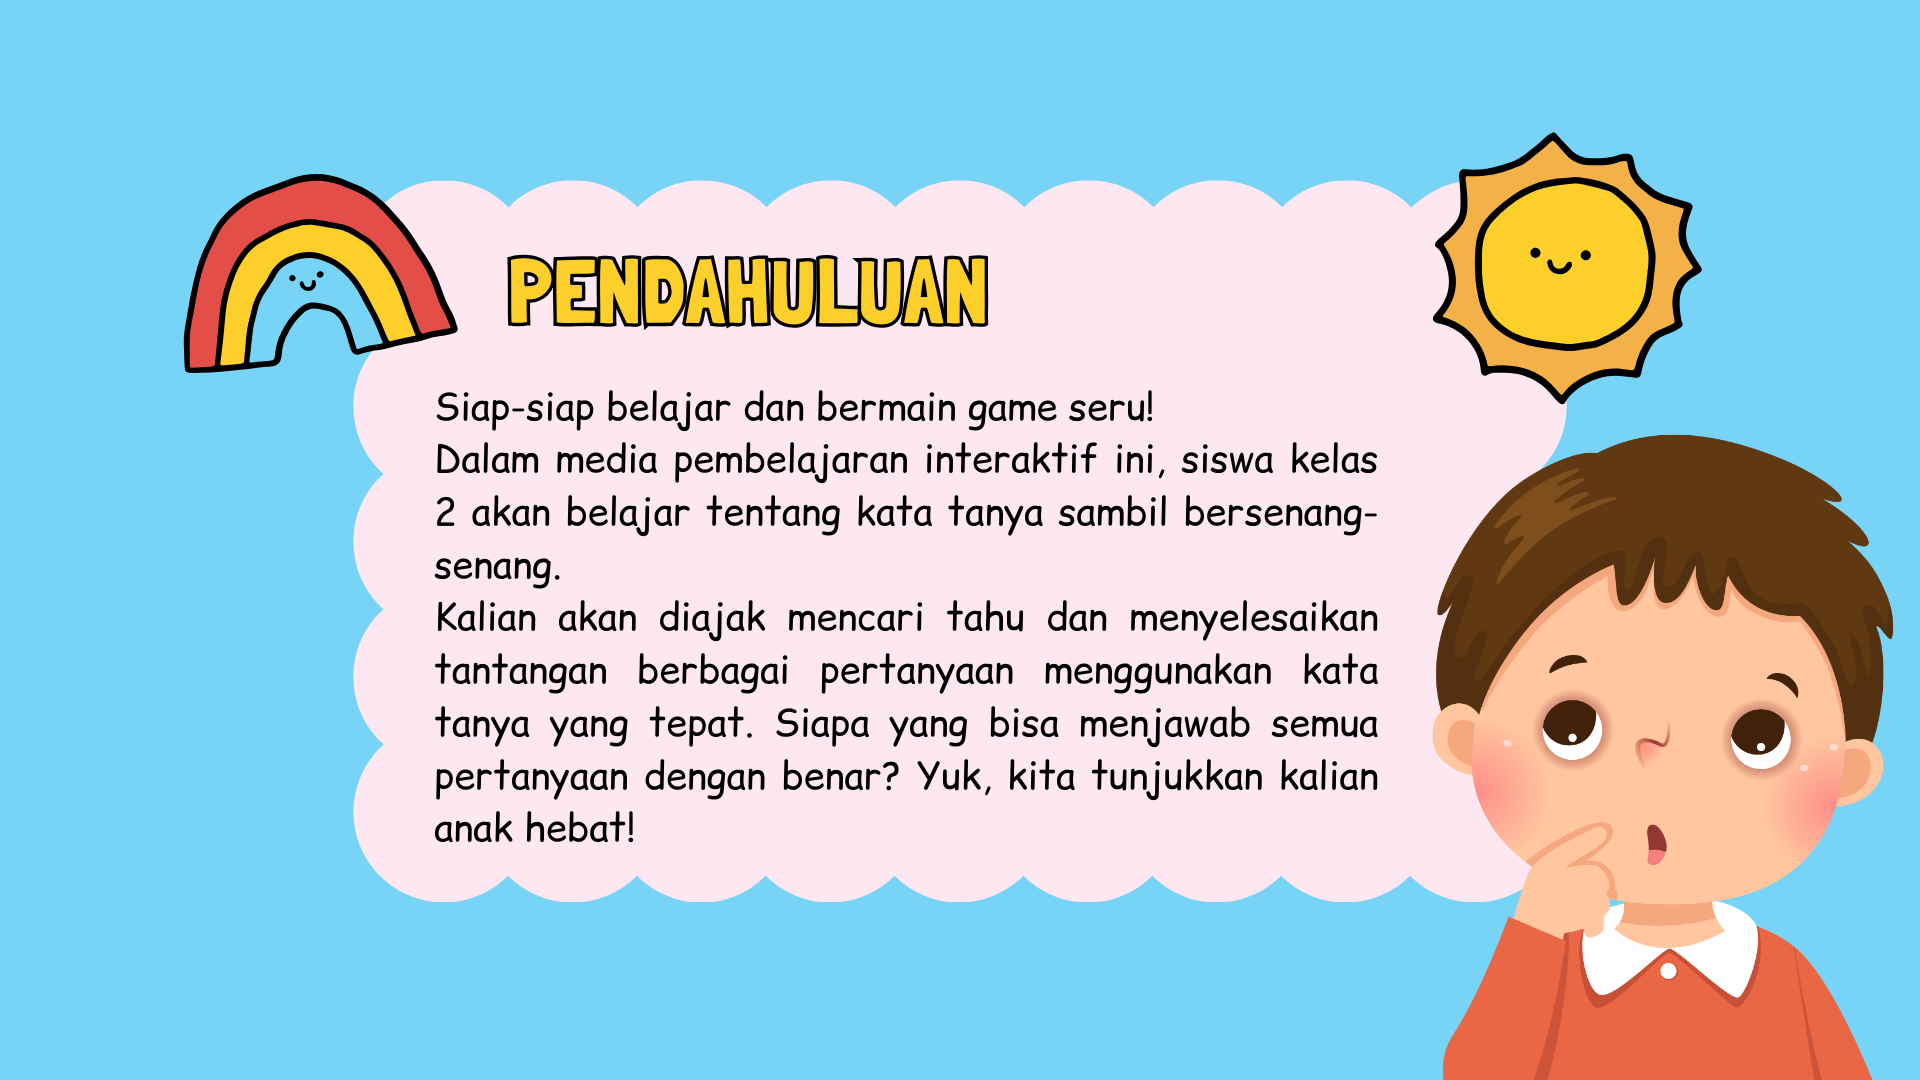 PENDAHULUAN
Siap-siap belajar dan bermain game seru!
Dalam media pembelajaran interaktif ini, siswa kelas
2 akan belajar tentang kata tanya sambil bersenang-
senang.
Kalian akan diajak mencari tahu dan menyelesaikan
tantangan berbagai pertanyaan menggunakan kata
tanya yang tepat. Siapa yang bisa menjawab semua
pertanyaan dengan benar? Yuk, kita tunjukkan kalian
anak hebat!